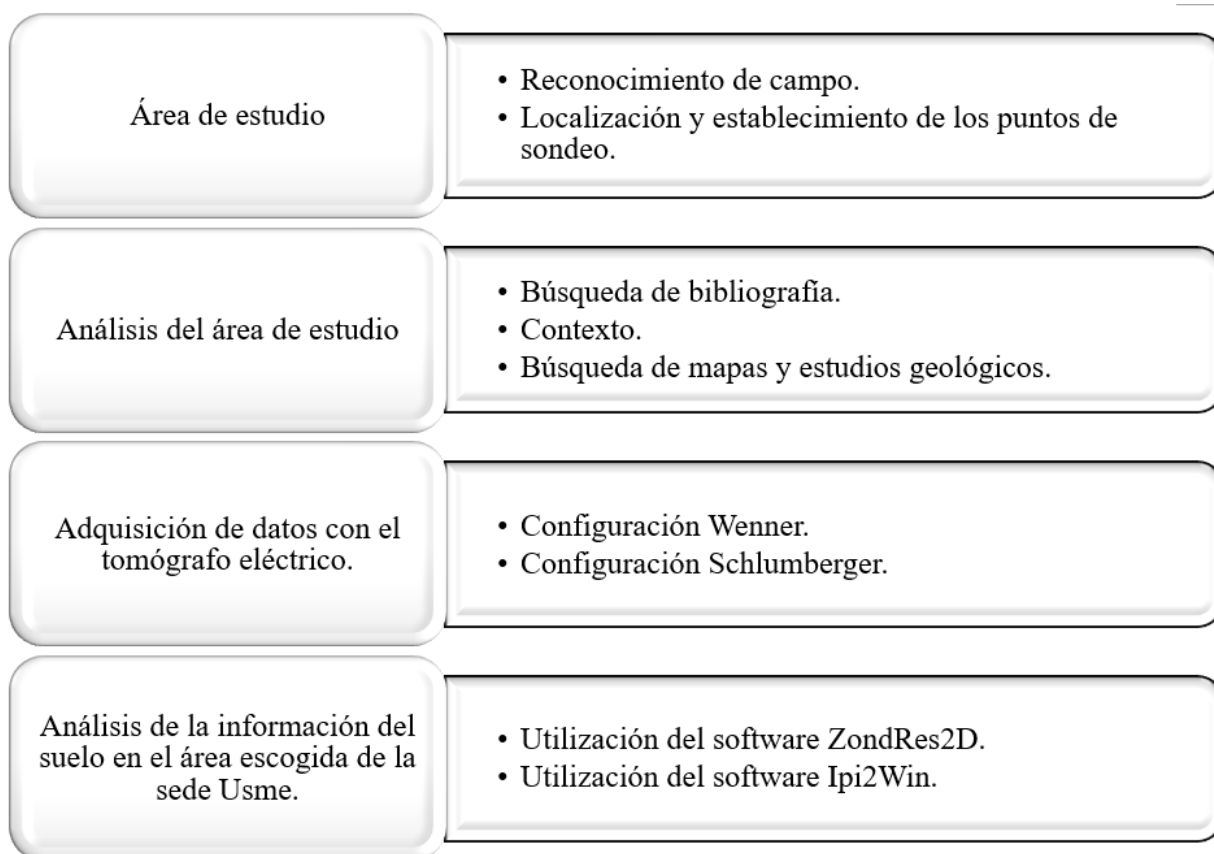 Área de estudio
• Reconocimiento de campo.
• Localización y establecimiento de los puntos de
sondeo.
Análisis del área de estudio
• Búsqueda de bibliografía.
• Contexto.
• Búsqueda de mapas y estudios geológicos.
Adquisición de datos con el
tomógrafo eléctrico.
• Configuración Wenner.
• Configuración Schlumberger.
Análisis de la información del
suelo en el área escogida de la
sede Usme.
• Utilización del software ZondRes2D.
• Utilización del software Ipi2Win.